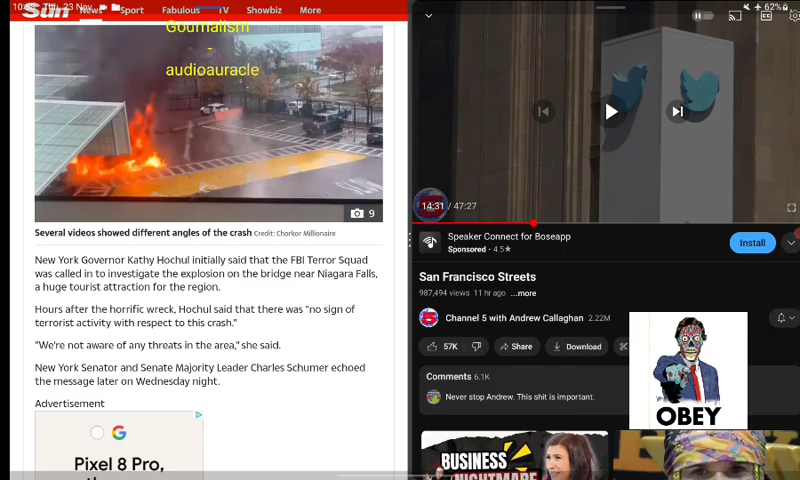 10:48 Thu, 23 Nov
62%
Sun
News Sport Fabulous TV Showbiz More
Goumalism
-
audioauracle
9
Several videos showed different angles of the crash Credit: Chorkor Millionaire
New York Governor Kathy Hochul initially said that the FBI Terror Squad
was called in to investigate the explosion on the bridge near Niagara Falls,
a huge tourist attraction for the region.
Hours after the horrific wreck, Hochul said that there was "no sign of
terrorist activity with respect to this crash."
"We're not aware of any threats in the area," she said.
New York Senator and Senate Majority Leader Charles Schumer echoed
the message later on Wednesday night.
Advertisement
G
Pixel 8 Pro,
CC
14:31 / 47:27
Speaker Connect for Boseapp
Sponsored · 4.5★
Install
San Francisco Streets
987,494 views 11 hr ago ...more
Channel 5 with Andrew Callaghan 2.22M
57K
Share
Download
Comments 6.1K
Never stop Andrew. This shit is important.
OBEY
BUSINESS
NIGHTMARE